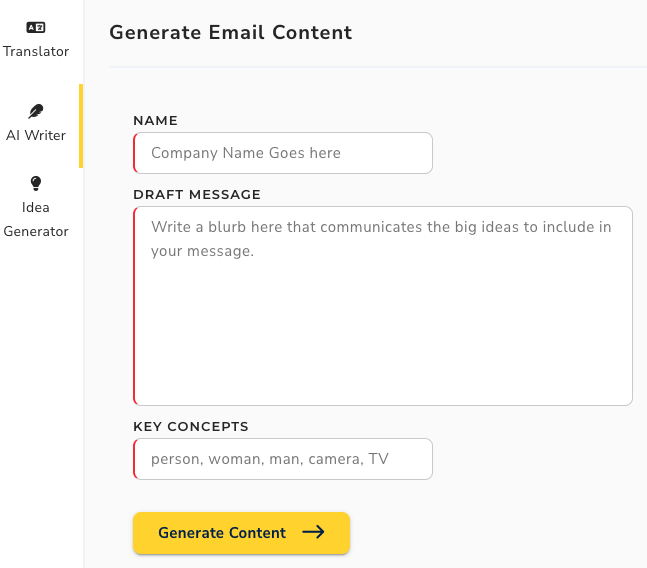 Translator
AI Writer
Idea
Generator
Generate Email Content
NAME
Company Name Goes here
DRAFT MESSAGE
Write a blurb here that communicates the big ideas to include in
your message.
KEY CONCEPTS
person, woman, man, camera, TV
Generate Content